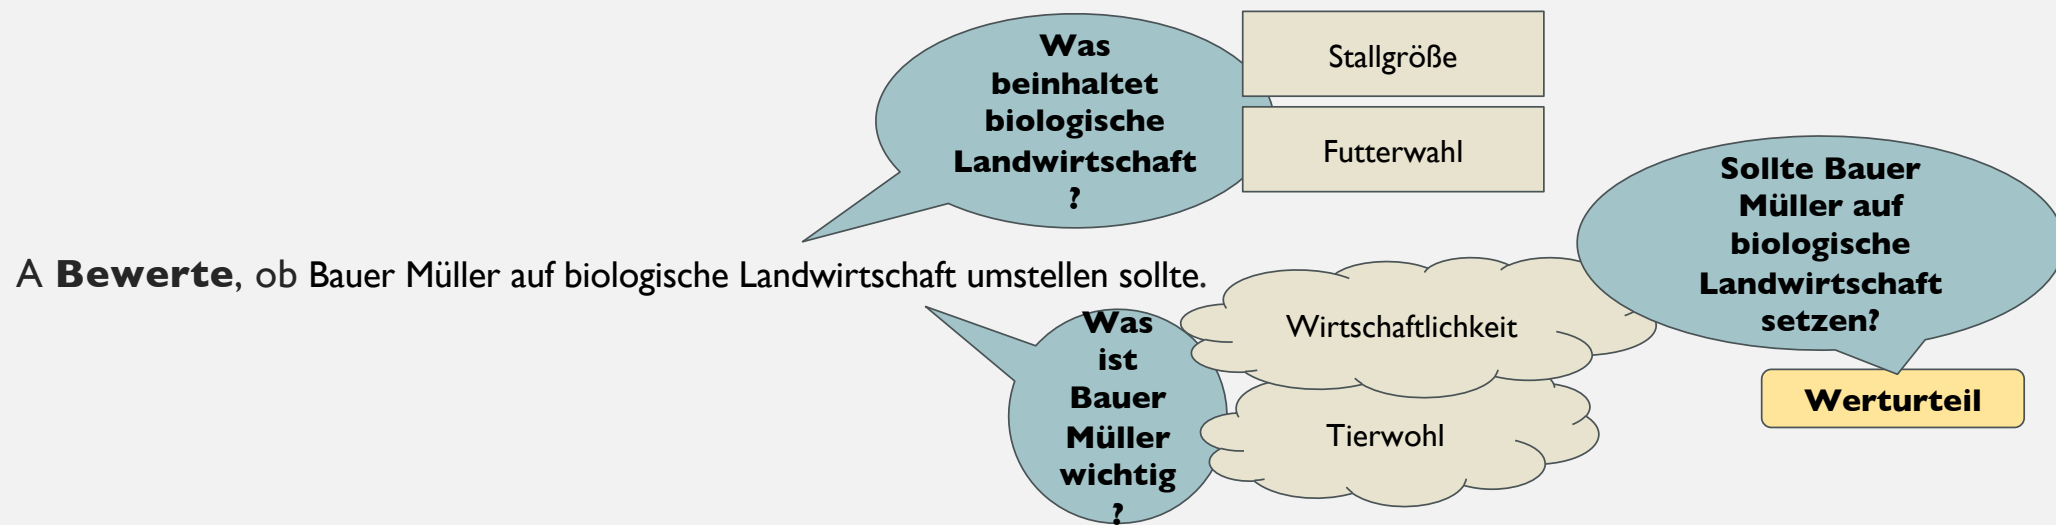 Was
beinhaltet
biologische
Landwirtschaft
?
Stallgröße
Futterwahl
Sollte Bauer
Müller auf
biologische
Landwirtschaft
setzen?
A Bewerte, ob Bauer Müller auf biologische Landwirtschaft umstellen sollte.
Was
ist
Bauer
Müller
wichtig
?
Wirtschaftlichkeit
Tierwohl
Werturteil